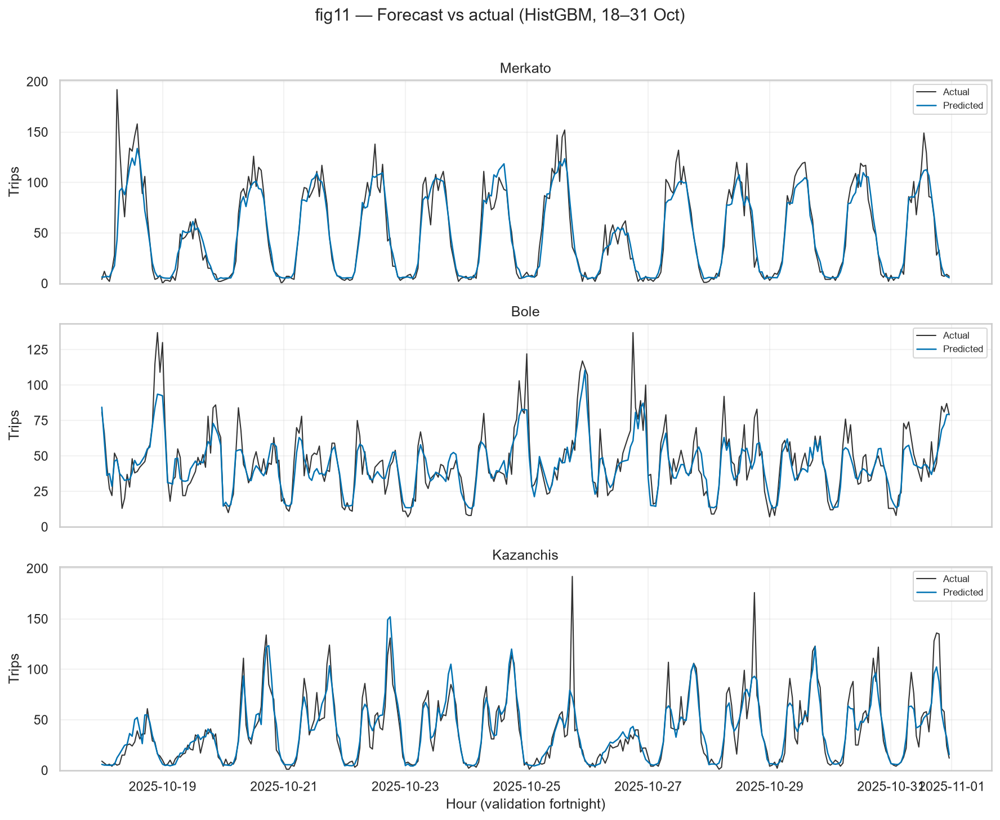 fig11 — Forecast vs actual (HistGBM, 18–31 Oct)
Merkato
200
150
100
50
0
Trips
Actual
Predicted
Bole
125
100
75
50
25
0
Trips
Actual
Predicted
Kazanchis
200
150
100
50
0
Trips
Actual
Predicted
2025-10-19 2025-10-21 2025-10-23 2025-10-25 2025-10-27 2025-10-29 2025-10-31 2025-11-01
Hour (validation fortnight)